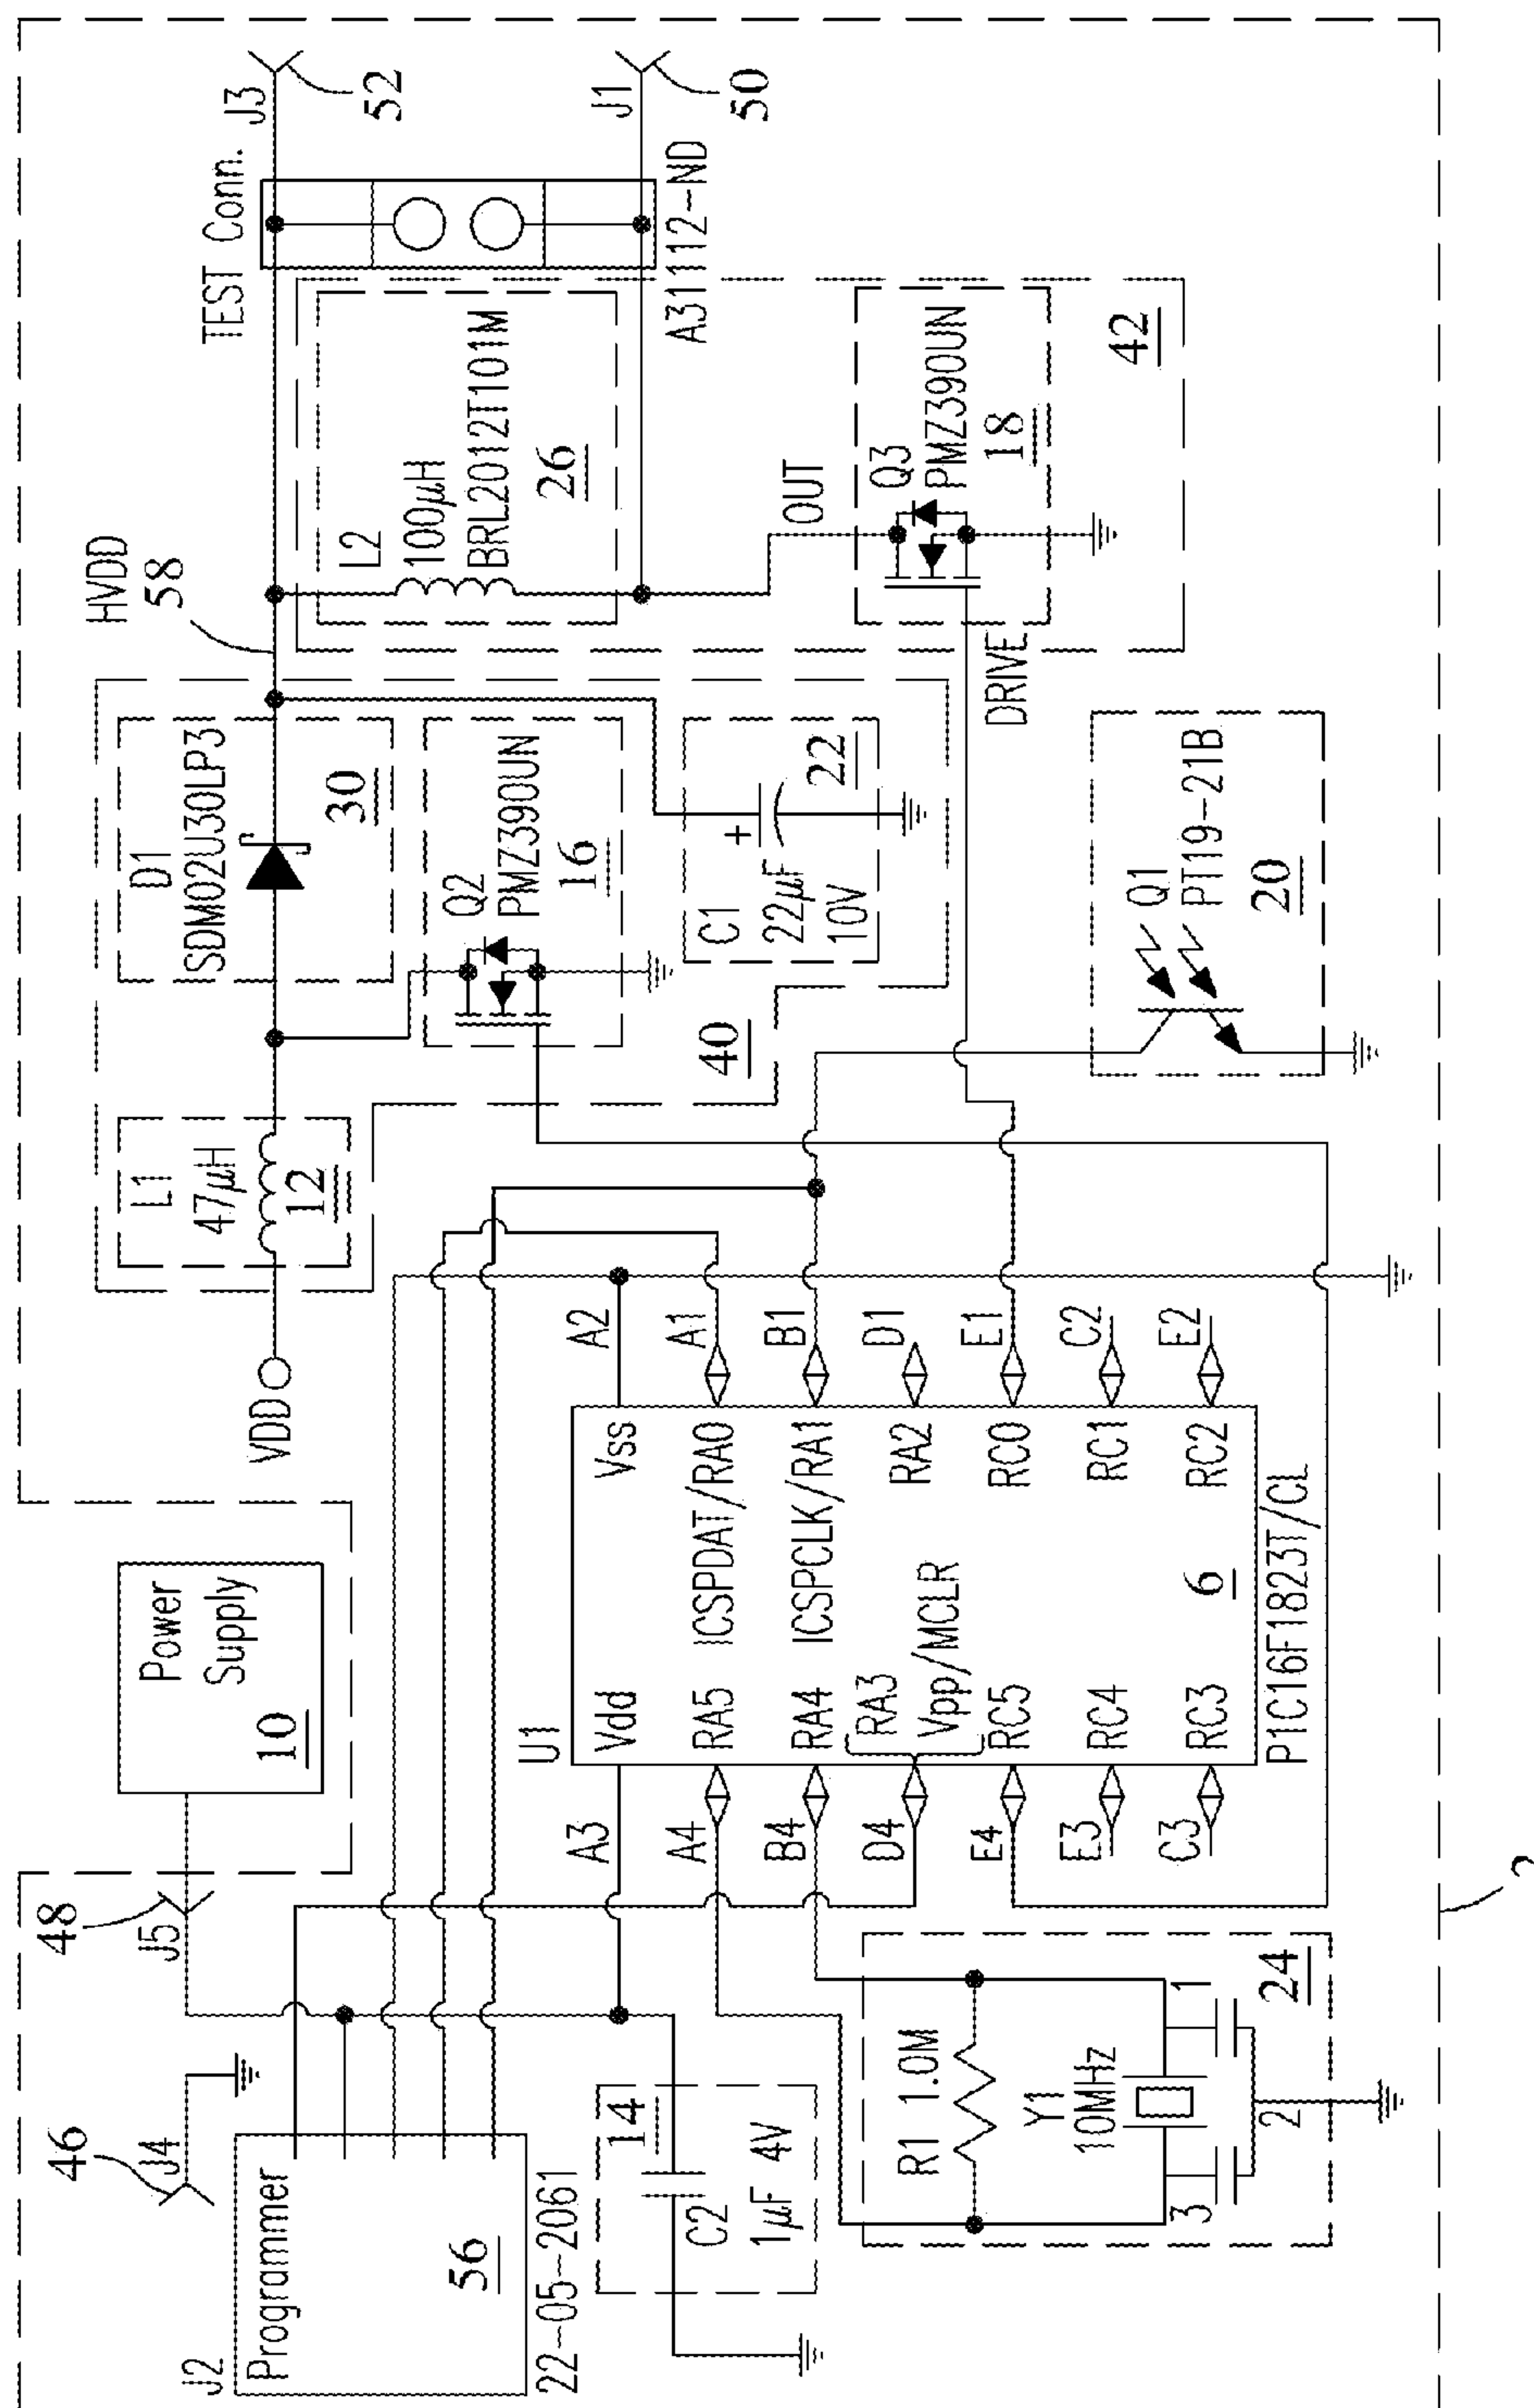 J2
Programmer
56
22-05-2061
46
J4
48
J5
Power
Supply
10
14
C2
1µF 4V
R1 1.0M
Y1
10MHz
3
2
1
24
2
A3
A4
B4
D4
E4
E3
C3
U1
Vdd
Vss
RA5
ICSPDAT/RA0
RA4
ICSPCLK/RA1
RA3
Vpp/MCLR
RA2
RC5
RC0
RC4
RC1
RC3
RC2
6
P1C16F1823T/CL
A2
A1
B1
D1
E1
C2
E2
VDD
L1
47µH
12
D1
SDM02U30LP3
30
Q2
PMZ390UN
16
40
C1
22µF
10V
+
22
HVDD
58
DRIVE
Q1
PT19-21B
20
L2
100µH
BRL2012T101M
26
OUT
Q3
PMZ390UN
18
42
TEST Conn.
A31112-ND
J3
52
J1
50